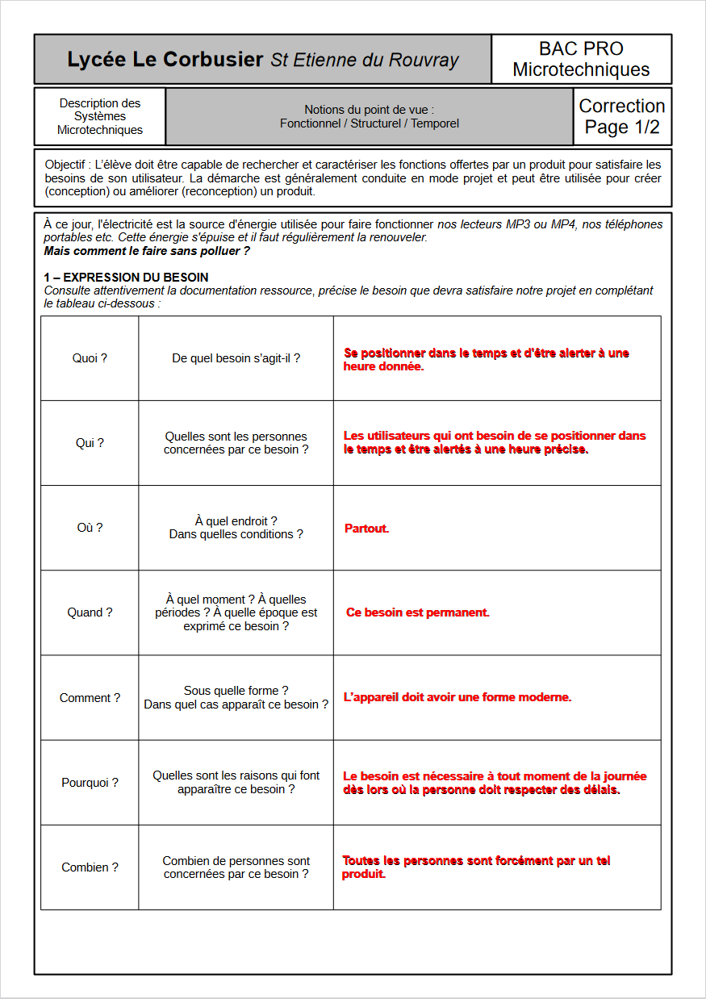 Lycée Le Corbusier St Etienne du Rouvray
BAC PRO
Microtechniques
Description des
Systèmes
Microtechniques
Notions du point de vue :
Fonctionnel / Structurel / Temporel
Correction
Page 1/2
Objectif : L’élève doit être capable de rechercher et caractériser les fonctions offertes par un produit pour satisfaire les
besoins de son utilisateur. La démarche est généralement conduite en mode projet et peut être utilisée pour créer
(conception) ou améliorer (reconception) un produit.
À ce jour, l'électricité est la source d'énergie utilisée pour faire fonctionner nos lecteurs MP3 ou MP4, nos téléphones
portables etc. Cette énergie s'épuise et il faut régulièrement la renouveler.
Mais comment le faire sans polluer ?
1 – EXPRESSION DU BESOIN
Consulte attentivement la documentation ressource, précise le besoin que devra satisfaire notre projet en complétant
le tableau ci-dessous :
Quoi ?
De quel besoin s’agit-il ?
Se positionner dans le temps et d'être alerter à une
heure donnée.
Qui ?
Quelles sont les personnes
concernées par ce besoin ?
Les utilisateurs qui ont besoin de se positionner dans
le temps et être alertés à une heure précise.
Où ?
À quel endroit ?
Dans quelles conditions ?
Partout.
Quand ?
À quel moment ? À quelles
périodes ? À quelle époque est
exprimé ce besoin ?
Ce besoin est permanent.
Comment ?
Sous quelle forme ?
Dans quel cas apparaît ce besoin ?
L’appareil doit avoir une forme moderne.
Pourquoi ?
Quelles sont les raisons qui font
apparaître ce besoin ?
Le besoin est nécessaire à tout moment de la journée
dès lors où la personne doit respecter des délais.
Combien ?
Combien de personnes sont
concernées par ce besoin ?
Toutes les personnes sont forcément par un tel
produit.